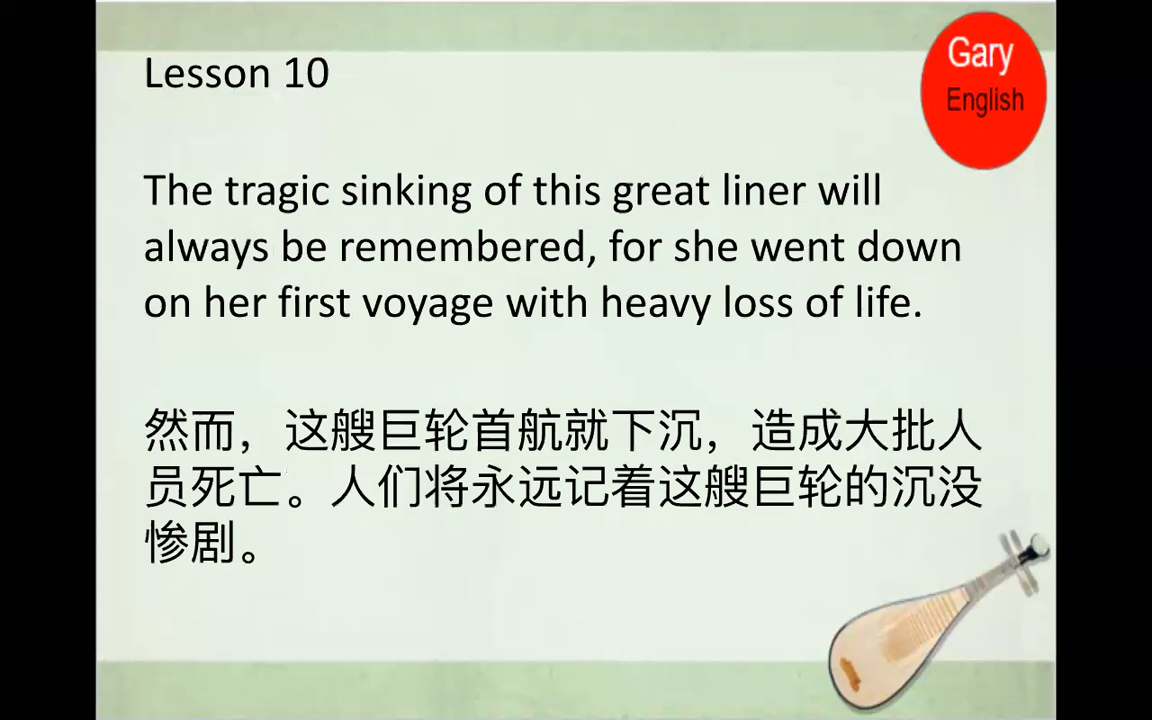 Lesson 10
Gary
English
The tragic sinking of this great liner will
always be remembered, for she went down
on her first voyage with heavy loss of life.
然而，这艘巨轮首航就下沉，造成大批人
员死亡。人们将永远记着这艘巨轮的沉没
惨剧。